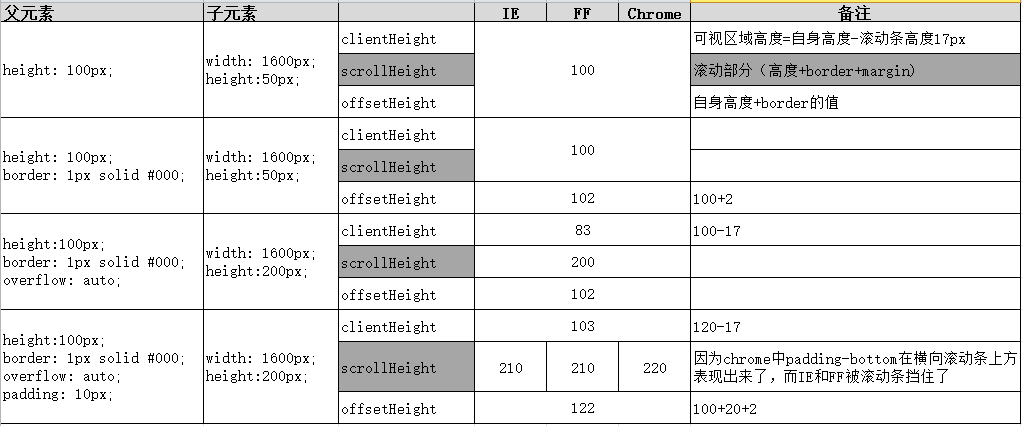 父元素 子元素 IE FF Chrome 备注
height: 100px;
width: 1600px;
height:50px;
clientHeight
scrollHeight
offsetHeight
100
可视区域高度=自身高度-滚动条高度17px
滚动部分（高度+border+margin)
自身高度+border的值
height: 100px;
border: 1px solid #000;
width: 1600px;
height:50px;
clientHeight
scrollHeight
100
offsetHeight 102 100+2
height:100px;
border: 1px solid #000;
overflow: auto;
width: 1600px;
height:200px;
clientHeight 83 100-17
scrollHeight 200
offsetHeight 102
height:100px;
border: 1px solid #000;
overflow: auto;
padding: 10px;
width: 1600px;
height:200px;
clientHeight 103 120-17
scrollHeight 210 210 220
因为chrome中padding-bottom在横向滚动条上方
表现出来了，而IE和FF被滚动条挡住了
offsetHeight 122 100+20+2